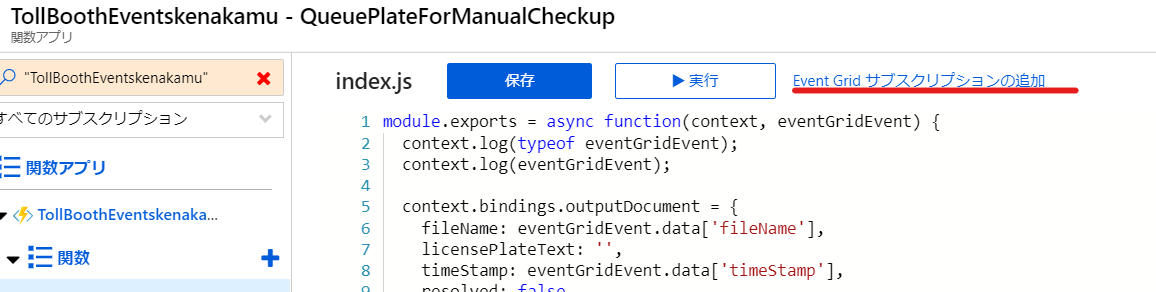 TollBoothEventskenakamu - QueuePlateForManualCheckup
関数アプリ
"TollBoothEventskenakamu"
すべてのサブスクリプション
関数アプリ
TollBoothEventskenaka...
関数
index.js
保存
実行
Event Grid サブスクリプションの追加
1 module.exports = async function(context, eventGridEvent) {
2 context.log(typeof eventGridEvent);
3 context.log(eventGridEvent);
4
5 context.bindings.outputDocument = {
6 fileName: eventGridEvent.data['fileName'],
7 licensePlateText: '',
8 timeStamp: eventGridEvent.data['timeStamp'],
9 resolved: false